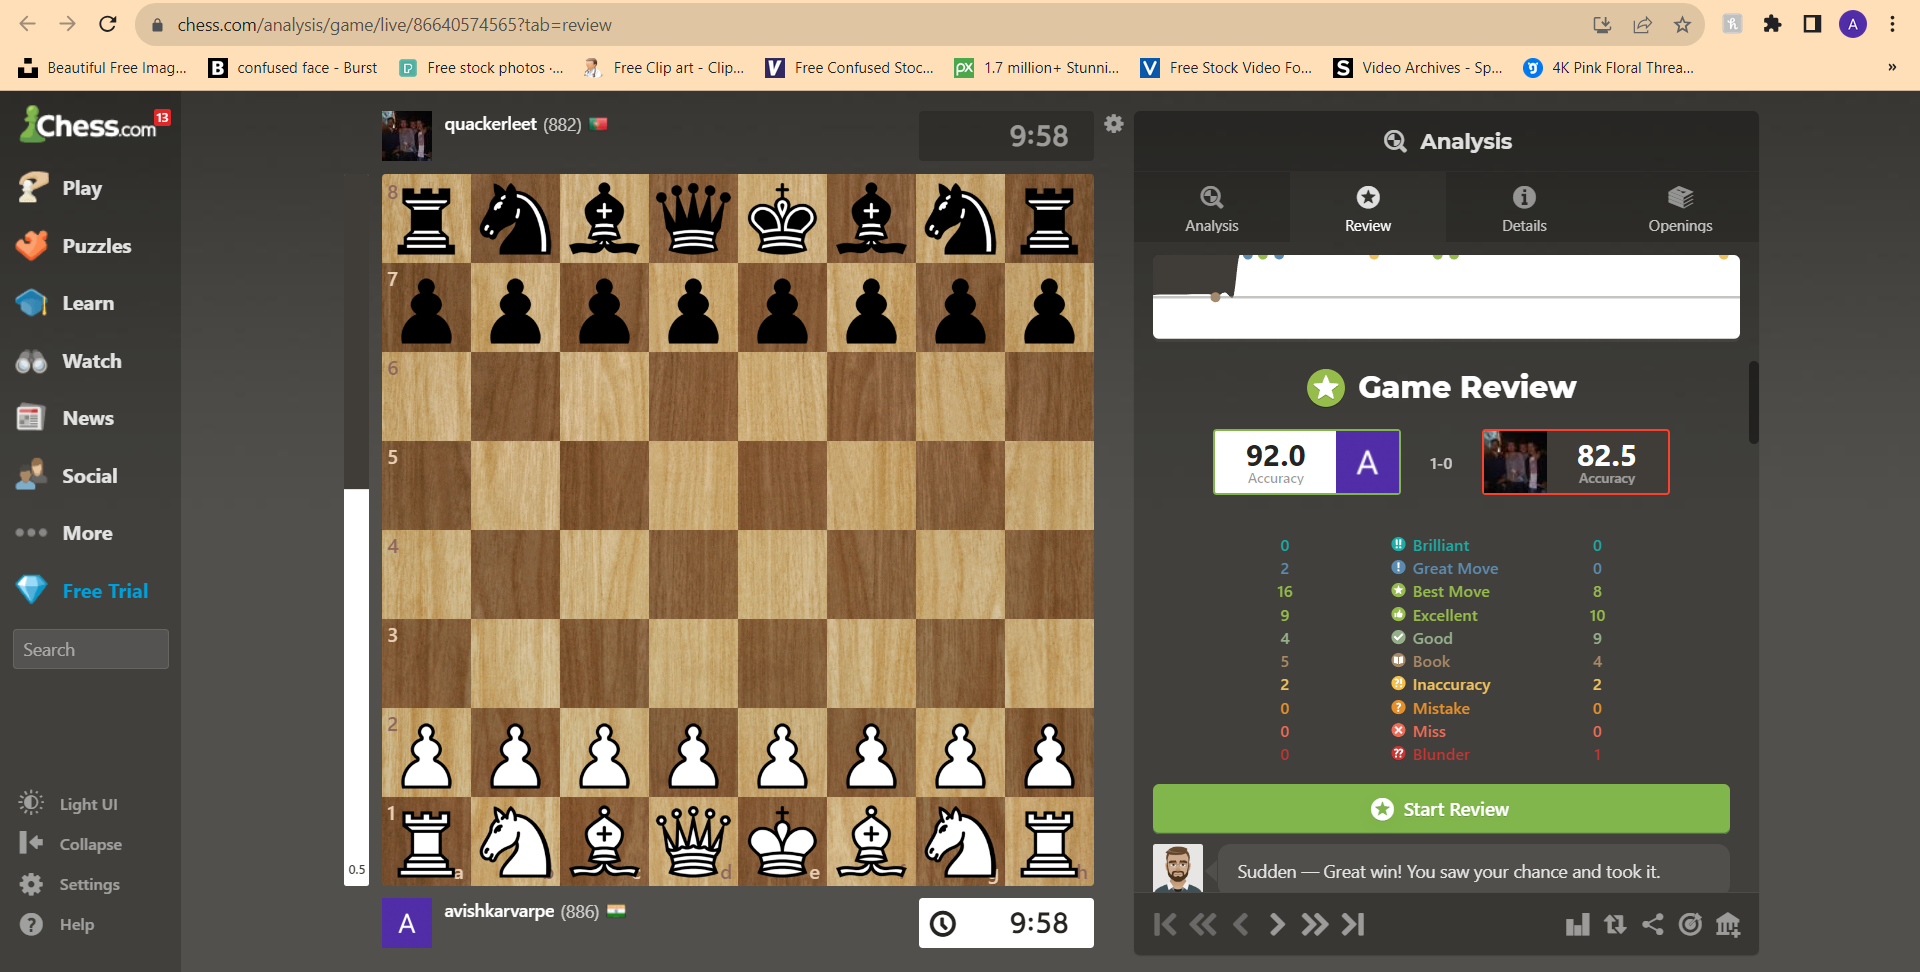 chess.com/analysis/game/live/86640574565?tab=review
A
Beautiful Free Imag...
B
confused face - Burst
Free stock photos ·...
Free Clip art - Clip...
V
Free Confused Stoc...
px
1.7 million+ Stunni...
V
Free Stock Video Fo...
S
Video Archives - Sp...
4K Pink Floral Threa...
»
Chess.com
13
Play
Puzzles
Learn
Watch
News
Social
More
Free Trial
Search
Light UI
Collapse
Settings
Help
quackerleet (882)
9:58
8
7
6
5
4
3
2
1
a
d
e
g
h
0.5
A
avishkarvarpe (886)
9:58
Analysis
Analysis
Review
Details
Openings
Game Review
92.0
Accuracy
A
1-0
82.5
Accuracy
0 !! Brilliant 0
2 ! Great Move 0
16 Best Move 8
9 Excellent 10
4 Good 9
5 Book 4
2 ?! Inaccuracy 2
0 ? Mistake 0
0 Miss 0
0 ?? Blunder 1
Start Review
Sudden — Great win! You saw your chance and took it.